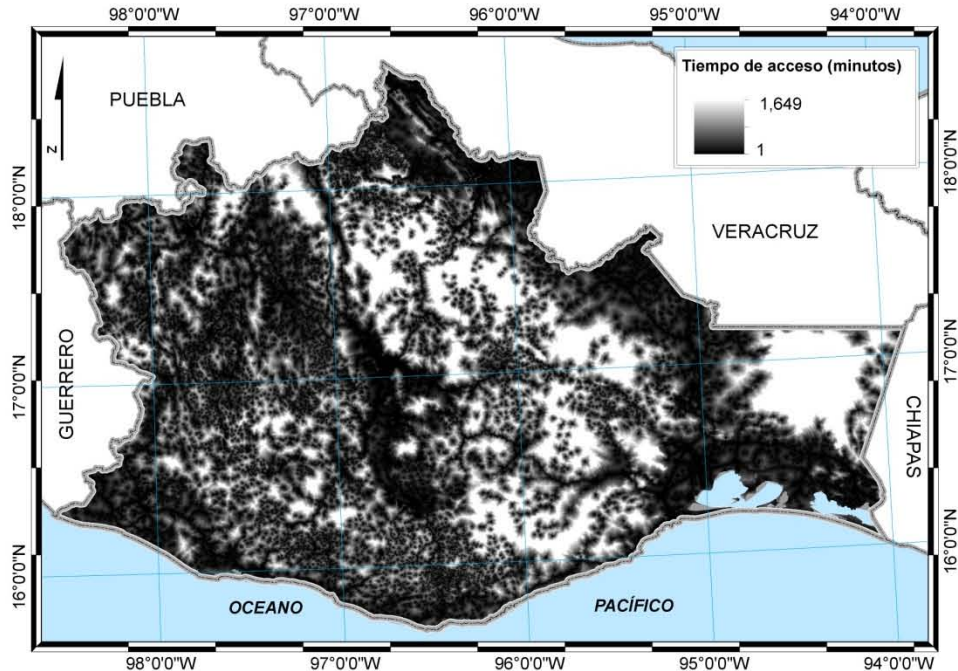 98°0'0"W 97°0'0"W 96°0'0"W 95°0'0"W 94°0'0"W
Tiempo de acceso (minutos)
1,649
1
PUEBLA
N
18°0'0"N
18°0'0"N
VERACRUZ
17°0'0"N
17°0'0"N
GUERRERO
CHIAPAS
16°0'0"N
16°0'0"N
OCEANO
PACÍFICO
98°0'0"W 97°0'0"W 96°0'0"W 95°0'0"W 94°0'0"W